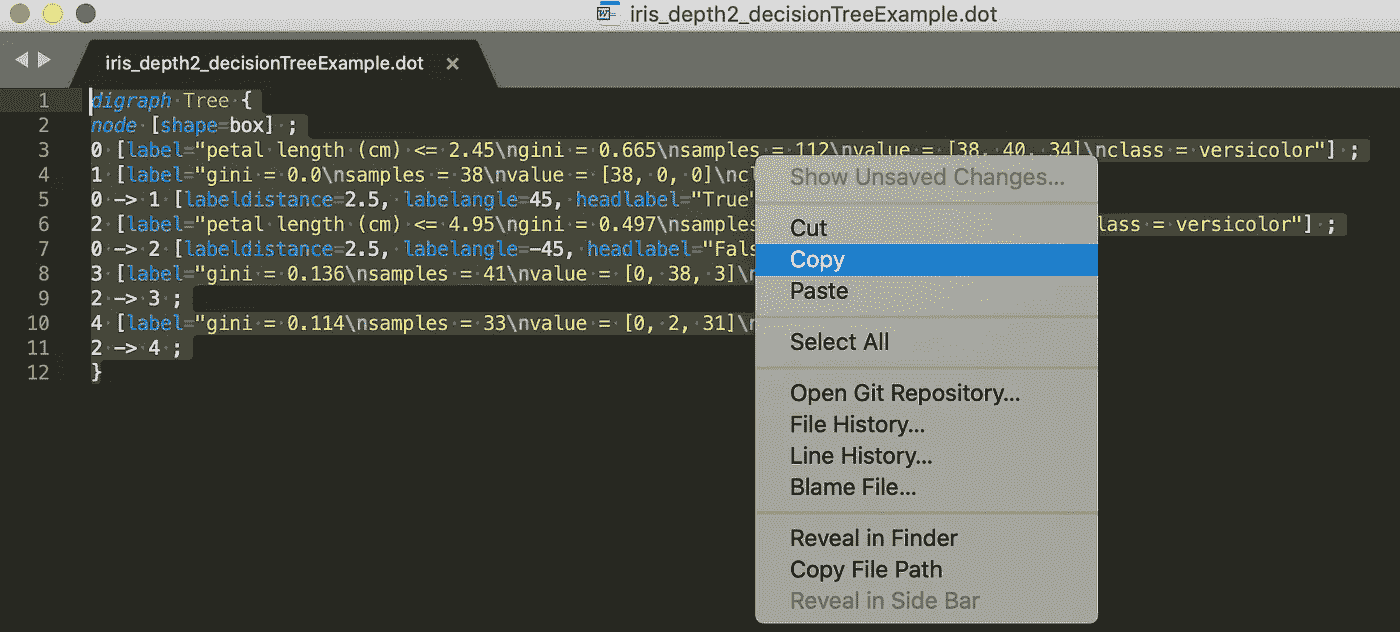 iris_depth2_decisionTreeExample.dot
iris_depth2_decisionTreeExample.dot ×
1 digraph Tree {
2 node [shape=box] ;
3 0 [label="petal length (cm) <= 2.45\ngini = 0.665\nsamples = 112\nvalue = [38, 40, 34]\nclass = versicolor"] ;
4 1 [label="gini = 0.0\nsamples = 38\nvalue = [38, 0, 0]\ncl
5 0 -> 1 [labeldistance=2.5, labelangle=45, headlabel="True"
6 2 [label="petal length (cm) <= 4.95\ngini = 0.497\nsamples lass = versicolor"] ;
7 0 -> 2 [labeldistance=2.5, labelangle=-45, headlabel="Fals
8 3 [label="gini = 0.136\nsamples = 41\nvalue = [0, 38, 3]\n
9 2 -> 3 ;
10 4 [label="gini = 0.114\nsamples = 33\nvalue = [0, 2, 31]\n
11 2 -> 4 ;
12 }
Show Unsaved Changes...
Cut
Copy
Paste
Select All
Open Git Repository...
File History...
Line History...
Blame File...
Reveal in Finder
Copy File Path
Reveal in Side Bar